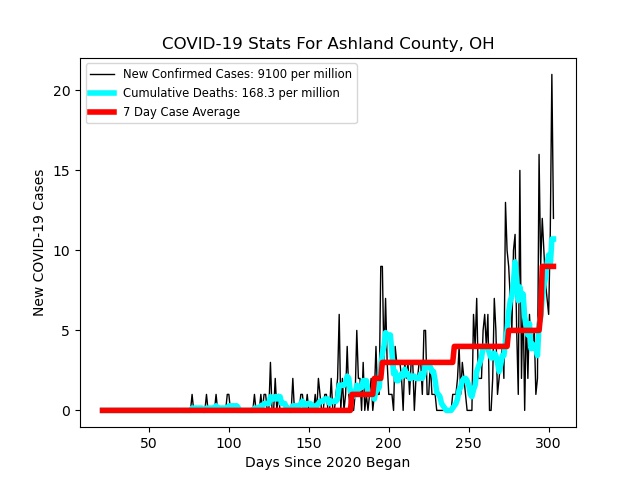 COVID-19 Stats For Ashland County, OH
New Confirmed Cases: 9100 per million
Cumulative Deaths: 168.3 per million
7 Day Case Average
New COVID-19 Cases
20
15
10
5
0
50 100 150 200 250 300
Days Since 2020 Began